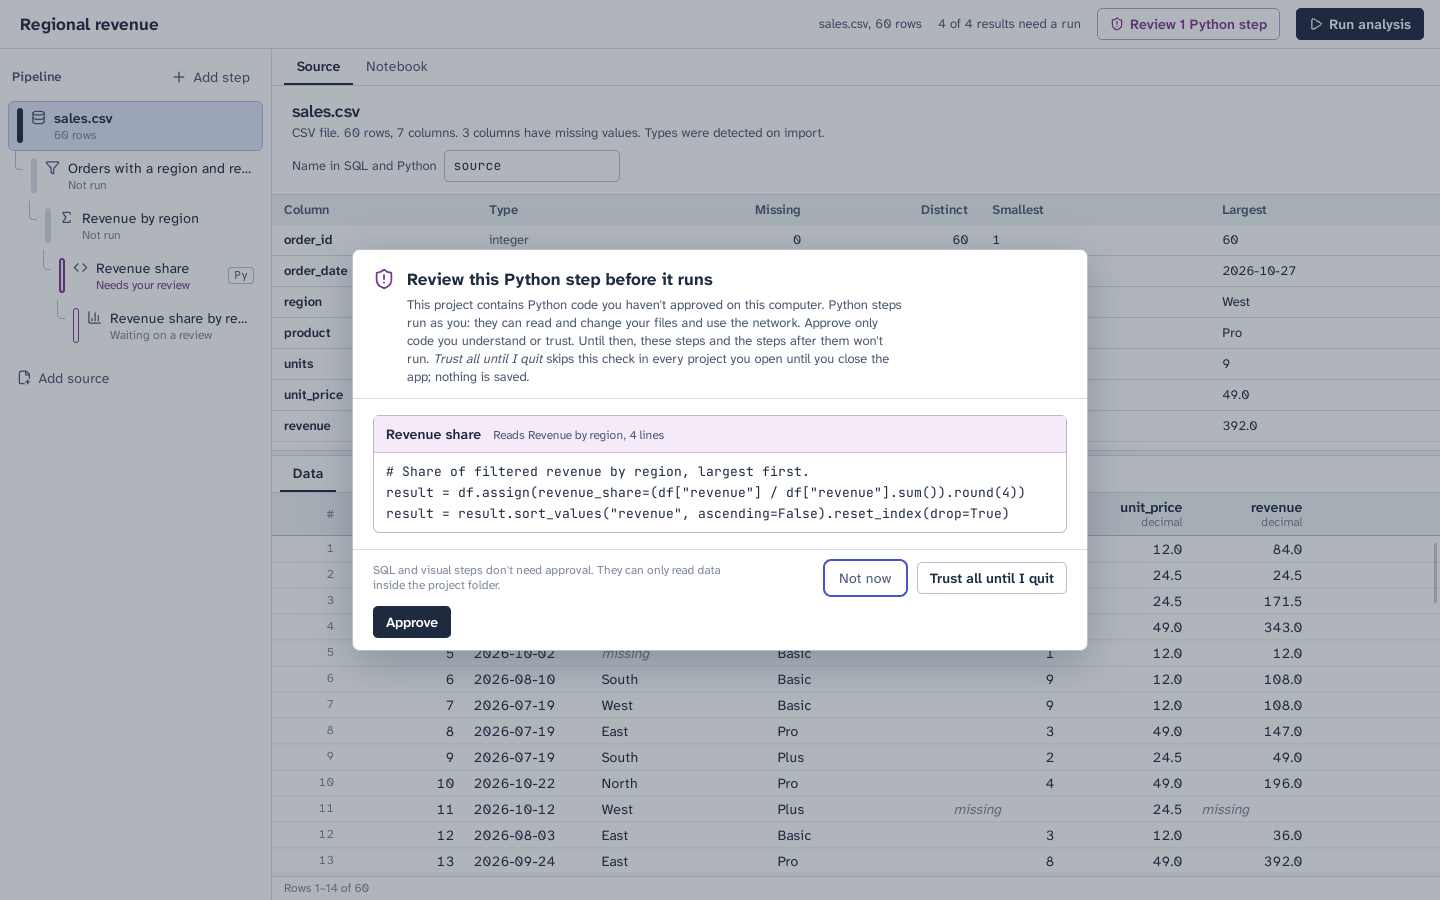 Regional revenue
sales.csv, 60 rows
4 of 4 results need a run
Review 1 Python step
Run analysis
Pipeline
Add step
sales.csv
60 rows
Orders with a region and re...
Not run
Revenue by region
Not run
Revenue share
Needs your review
Py
Revenue share by re...
Waiting on a review
Add source
Source
Notebook
sales.csv
CSV file. 60 rows, 7 columns. 3 columns have missing values. Types were detected on import.
Name in SQL and Python
source
Column Type Missing Distinct Smallest Largest
order_id integer 0 60 1 60
order_date 2026-10-27
region West
product Pro
units 9
unit_price 49.0
revenue 392.0
Review this Python step before it runs
This project contains Python code you haven't approved on this computer. Python steps
run as you: they can read and change your files and use the network. Approve only
code you understand or trust. Until then, these steps and the steps after them won't
run. Trust all until I quit skips this check in every project you open until you close the
app; nothing is saved.
Revenue share Reads Revenue by region, 4 lines
# Share of filtered revenue by region, largest first.
result = df.assign(revenue_share=(df["revenue"] / df["revenue"].sum()).round(4))
result = result.sort_values("revenue", ascending=False).reset_index(drop=True)
SQL and visual steps don't need approval. They can only read data
inside the project folder.
Not now
Trust all until I quit
Approve
Data
# unit_price revenue
decimal decimal
1 12.0 84.0
2 24.5 24.5
3 24.5 171.5
4 49.0 343.0
5 5 2026-10-02 missing Basic 1 12.0 12.0
6 6 2026-08-10 South Basic 9 12.0 108.0
7 7 2026-07-19 West Basic 9 12.0 108.0
8 8 2026-07-19 East Pro 3 49.0 147.0
9 9 2026-07-19 South Plus 2 24.5 49.0
10 10 2026-10-22 North Pro 4 49.0 196.0
11 11 2026-10-12 West Plus missing 24.5 missing
12 12 2026-08-03 East Basic 3 12.0 36.0
13 13 2026-09-24 East Pro 8 49.0 392.0
Rows 1–14 of 60